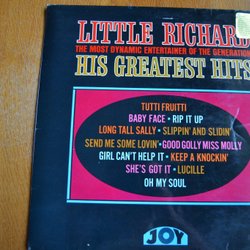 LITTLE RICHARD
THE MOST DYNAMIC ENTERTAINER OF THE GENERATION
HIS GREATEST HITS
TUTTI FRUITTI
BABY FACE • RIP IT UP
LONG TALL SALLY • SLIPPIN' AND SLIDIN'
SEND ME SOME LOVIN' • GOOD GOLLY MISS MOLLY
GIRL CAN'T HELP IT • KEEP A KNOCKIN'
SHE'S GOT IT • LUCILLE
OH MY SOUL
JOY